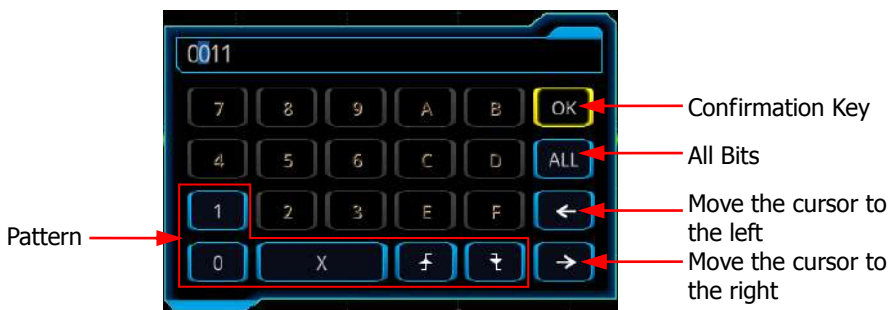 0011
7 8 9 A B OK
Confirmation Key
4 5 6 C D ALL
All Bits
1 2 3 E F ←
Move the cursor to
the left
Pattern
0 X →
Move the cursor to
the right